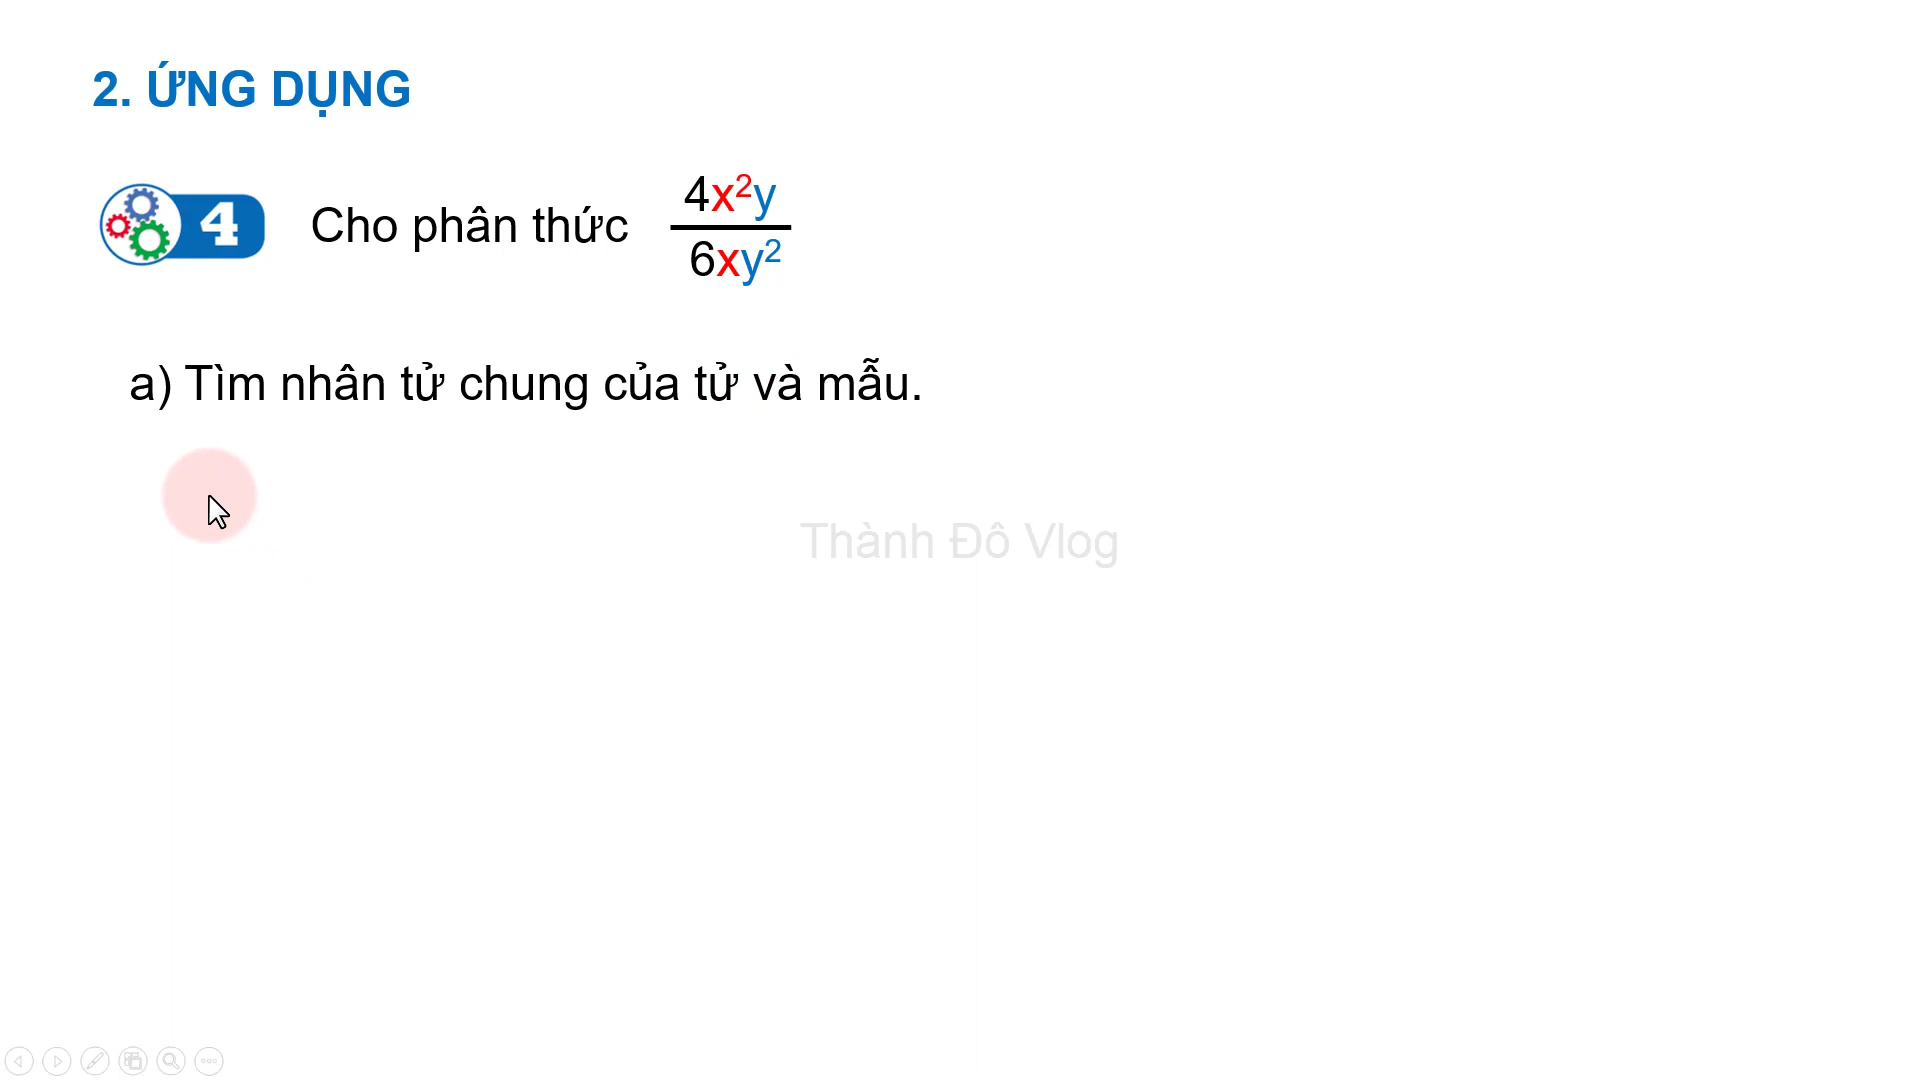 2. ỨNG DỤNG
4 Cho phân thức 4x²y / 6xy²
a) Tìm nhân tử chung của tử và mẫu.
Thành Đô Vlog